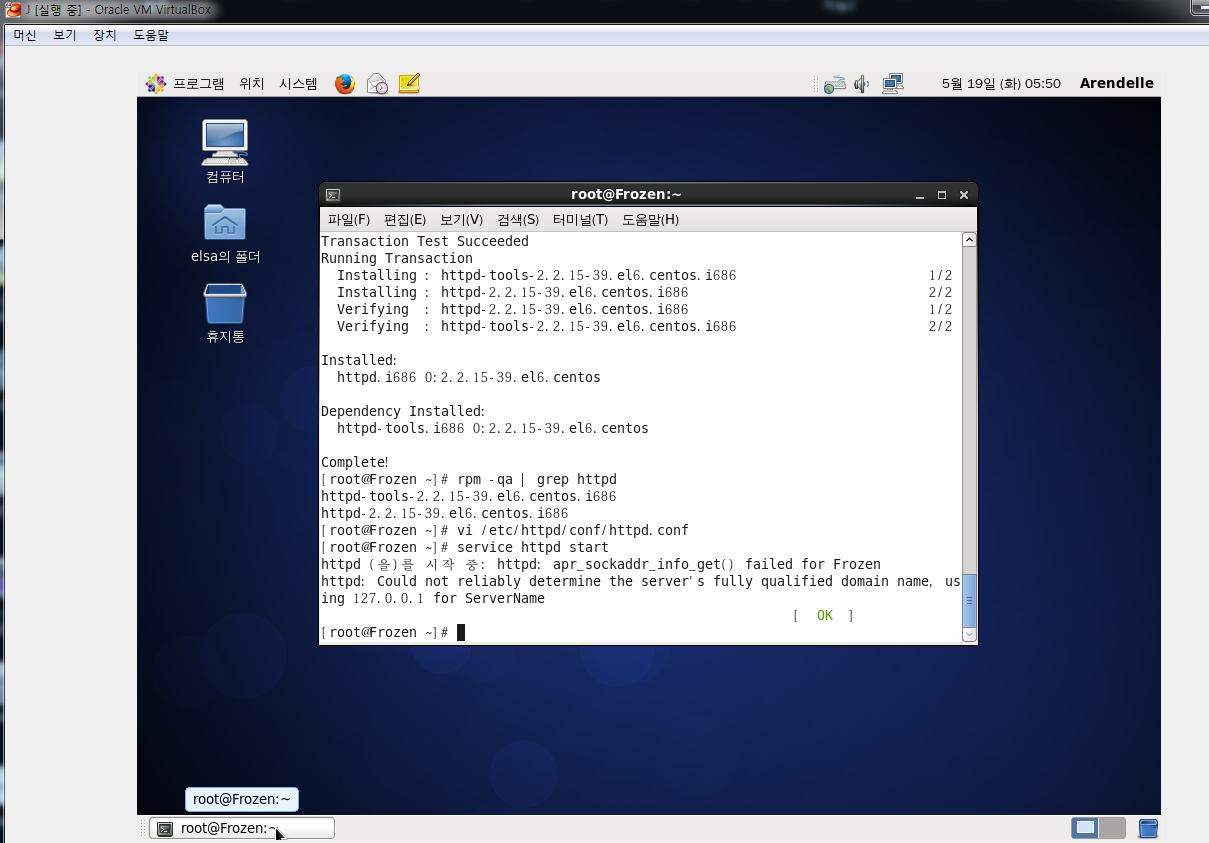 J [실행 중] - Oracle VM VirtualBox
머신 보기 장치 도움말
프로그램 위치 시스템 5월 19일 (화) 05:50 Arendelle
컴퓨터
elsa의 폴더
휴지통
root@Frozen:~
파일(F) 편집(E) 보기(V) 검색(S) 터미널(T) 도움말(H)
Transaction Test Succeeded
Running Transaction
Installing : httpd-tools-2.2.15-39.el6.centos.i686 1/2
Installing : httpd-2.2.15-39.el6.centos.i686 2/2
Verifying : httpd-2.2.15-39.el6.centos.i686 1/2
Verifying : httpd-tools-2.2.15-39.el6.centos.i686 2/2
Installed:
httpd.i686 0:2.2.15-39.el6.centos
Dependency Installed:
httpd-tools.i686 0:2.2.15-39.el6.centos
Complete!
[root@Frozen ~]# rpm -qa | grep httpd
httpd-tools-2.2.15-39.el6.centos.i686
httpd-2.2.15-39.el6.centos.i686
[root@Frozen ~]# vi /etc/httpd/conf/httpd.conf
[root@Frozen ~]# service httpd start
httpd (을)를 시작 중: httpd: apr_sockaddr_info_get() failed for Frozen
httpd: Could not reliably determine the server's fully qualified domain name, us
ing 127.0.0.1 for ServerName
[ OK ]
[root@Frozen ~]#
root@Frozen:~
root@Frozen:~